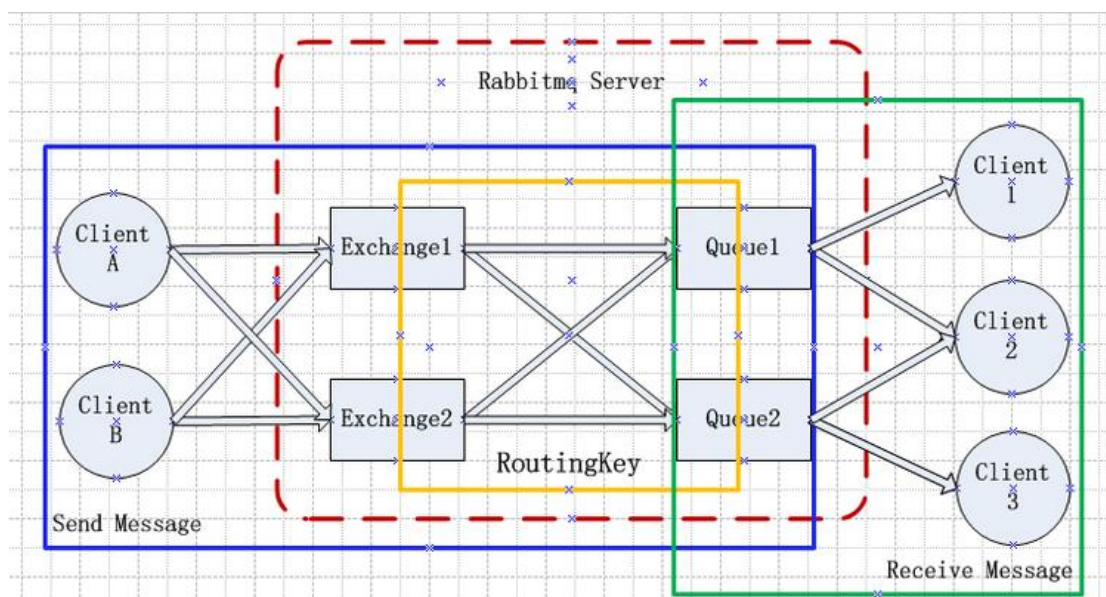 Rabbitmq Server
Client
A
Exchange1
Queue1
Client
1
Client
2
Client
B
Exchange2
Queue2
RoutingKey
Client
3
Send Message
Receive Message